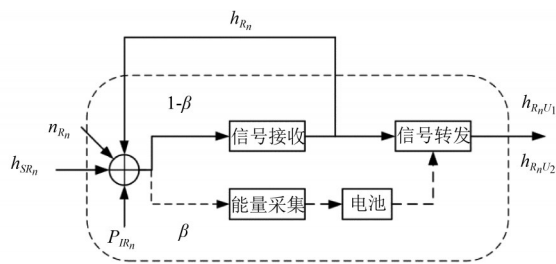 h_{R_n}
1-β
h_{R_nU_1}
n_{R_n}
信号接收
信号转发
h_{SR_n}
h_{R_nU_2}
能量采集
电池
P_{IR_n}
β